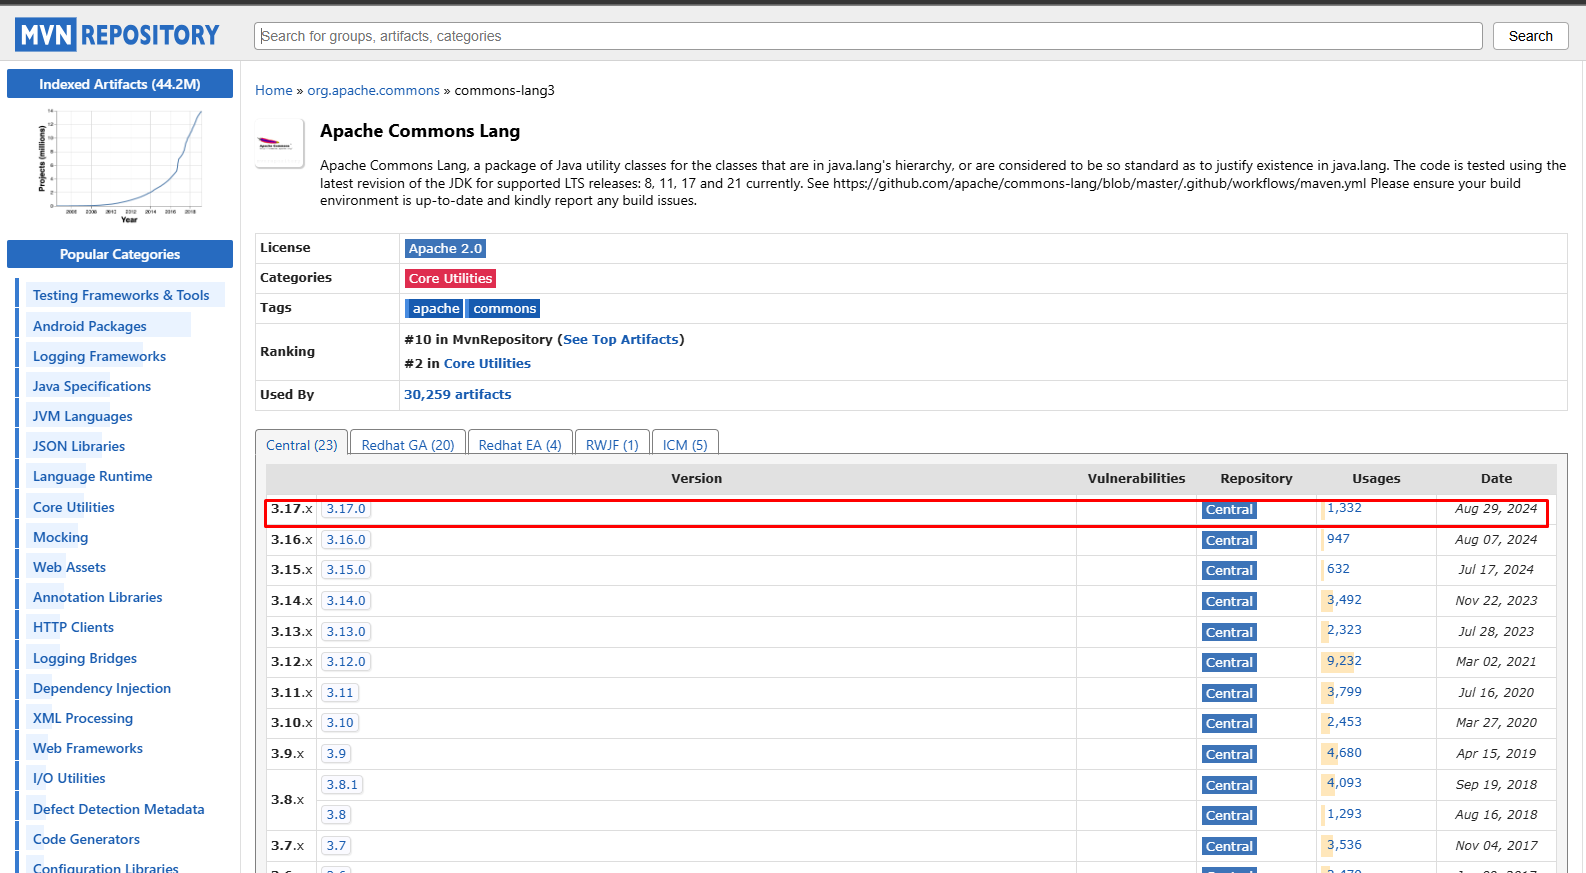 MVN REPOSITORY
Search for groups, artifacts, categories
Search
Indexed Artifacts (44.2M)
Projects (millions)
Year
Popular Categories
Testing Frameworks & Tools
Android Packages
Logging Frameworks
Java Specifications
JVM Languages
JSON Libraries
Language Runtime
Core Utilities
Mocking
Web Assets
Annotation Libraries
HTTP Clients
Logging Bridges
Dependency Injection
XML Processing
Web Frameworks
I/O Utilities
Defect Detection Metadata
Code Generators
Configuration Libraries
Home » org.apache.commons » commons-lang3
Apache Commons Lang
Apache Commons Lang, a package of Java utility classes for the classes that are in java.lang's hierarchy, or are considered to be so standard as to justify existence in java.lang. The code is tested using the
latest revision of the JDK for supported LTS releases: 8, 11, 17 and 21 currently. See https://github.com/apache/commons-lang/blob/master/.github/workflows/maven.yml Please ensure your build
environment is up-to-date and kindly report any build issues.
License Apache 2.0
Categories Core Utilities
Tags apache commons
Ranking
#10 in MvnRepository (See Top Artifacts)
#2 in Core Utilities
Used By 30,259 artifacts
Central (23) Redhat GA (20) Redhat EA (4) RWJF (1) ICM (5)
Version Vulnerabilities Repository Usages Date
3.17.x 3.17.0 Central 1,332 Aug 29, 2024
3.16.x 3.16.0 Central 947 Aug 07, 2024
3.15.x 3.15.0 Central 632 Jul 17, 2024
3.14.x 3.14.0 Central 3,492 Nov 22, 2023
3.13.x 3.13.0 Central 2,323 Jul 28, 2023
3.12.x 3.12.0 Central 9,232 Mar 02, 2021
3.11.x 3.11 Central 3,799 Jul 16, 2020
3.10.x 3.10 Central 2,453 Mar 27, 2020
3.9.x 3.9 Central 4,680 Apr 15, 2019
3.8.x 3.8.1 Central 4,093 Sep 19, 2018
3.8 Central 1,293 Aug 16, 2018
3.7.x 3.7 Central 3,536 Nov 04, 2017